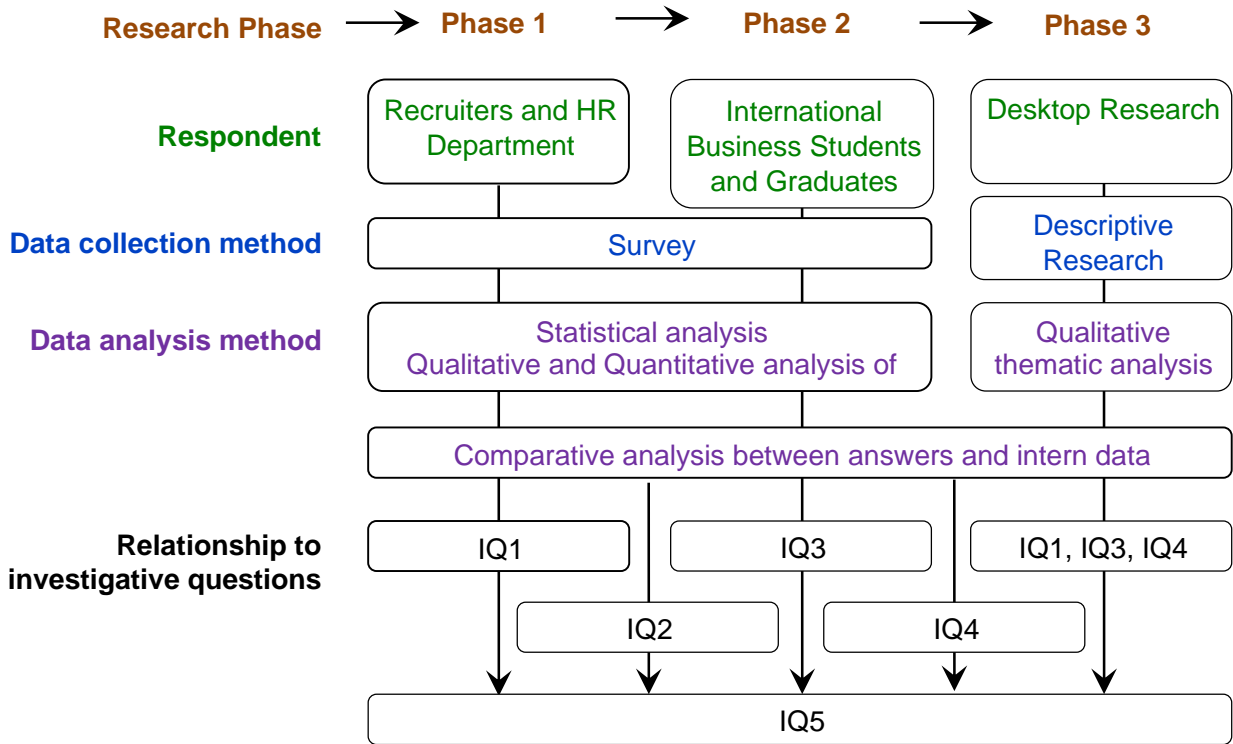 Research Phase
Phase 1
Phase 2
Phase 3
Respondent
Recruiters and HR
Department
International
Business Students
and Graduates
Desktop Research
Data collection method
Survey
Descriptive
Research
Data analysis method
Statistical analysis
Qualitative and Quantitative analysis of
Qualitative
thematic analysis
Comparative analysis between answers and intern data
Relationship to
investigative questions
IQ1
IQ3
IQ1, IQ3, IQ4
IQ2
IQ4
IQ5